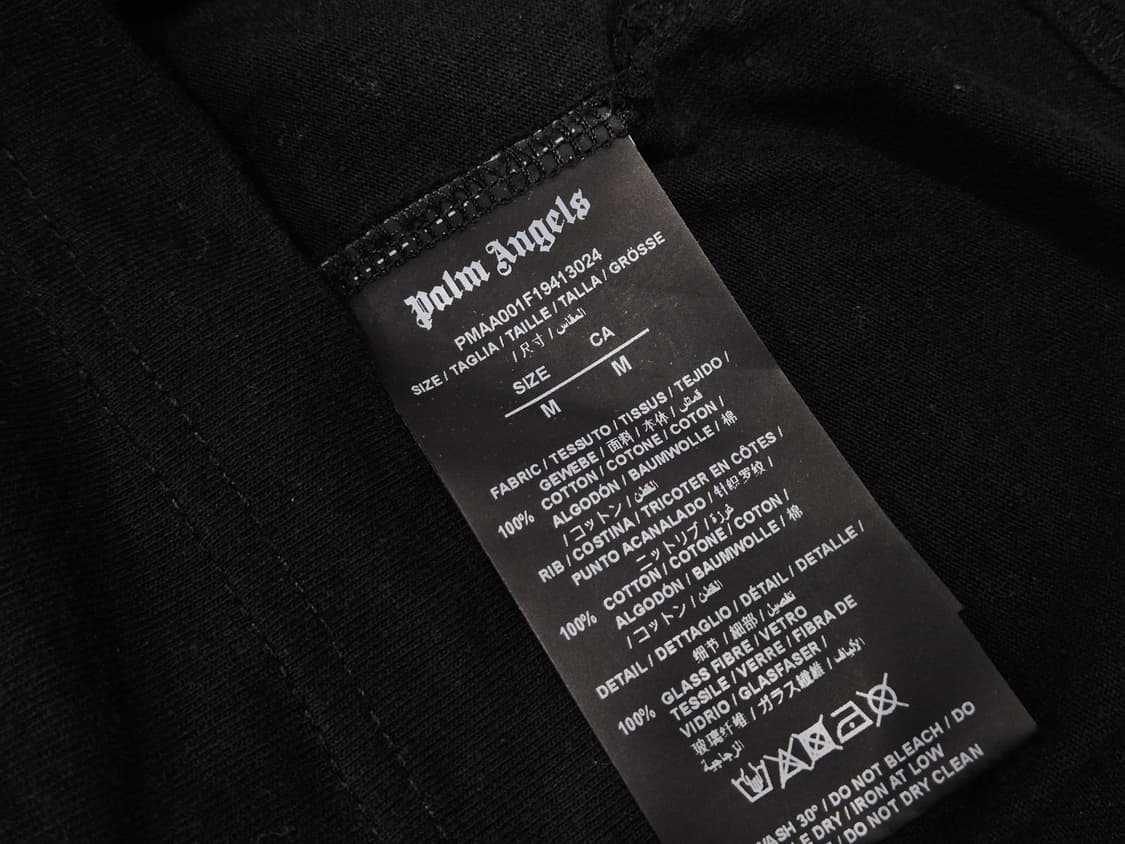 Palm Angels
PMAA001F19413024
SIZE / TAGLIA / TAILLE / TALLA / GRÖSSE
/ 尺寸 / المقاس
SIZE CA
M M
FABRIC / TESSUTO / TISSUS / TEJIDO /
GEWEBE / 面料 / 本体 / قمش
100% COTTON / COTONE / COTON /
ALGODÓN / BAUMWOLLE / 棉
/ コットン / القطن
RIB / COSTINA / TRICOTER EN CÔTES /
PUNTO ACANALADO / 针织罗纹 /
ニットリブ /
100% COTTON / COTONE / COTON /
ALGODÓN / BAUMWOLLE / 棉
/ コットン / القطن
DETAIL / DETTAGLIO / DÉTAIL / DETALLE /
细节 / 細部 / تفصيل
100% GLASS FIBRE / VETRO
TESSILE / VERRE / FIBRA DE
VIDRIO / GLASFASER /
玻璃纤维 / ガラス繊維 / الألياف
الزجاجية
WASH 30° / DO NOT BLEACH / DO
LE DRY / IRON AT LOW
/ DO NOT DRY CLEAN